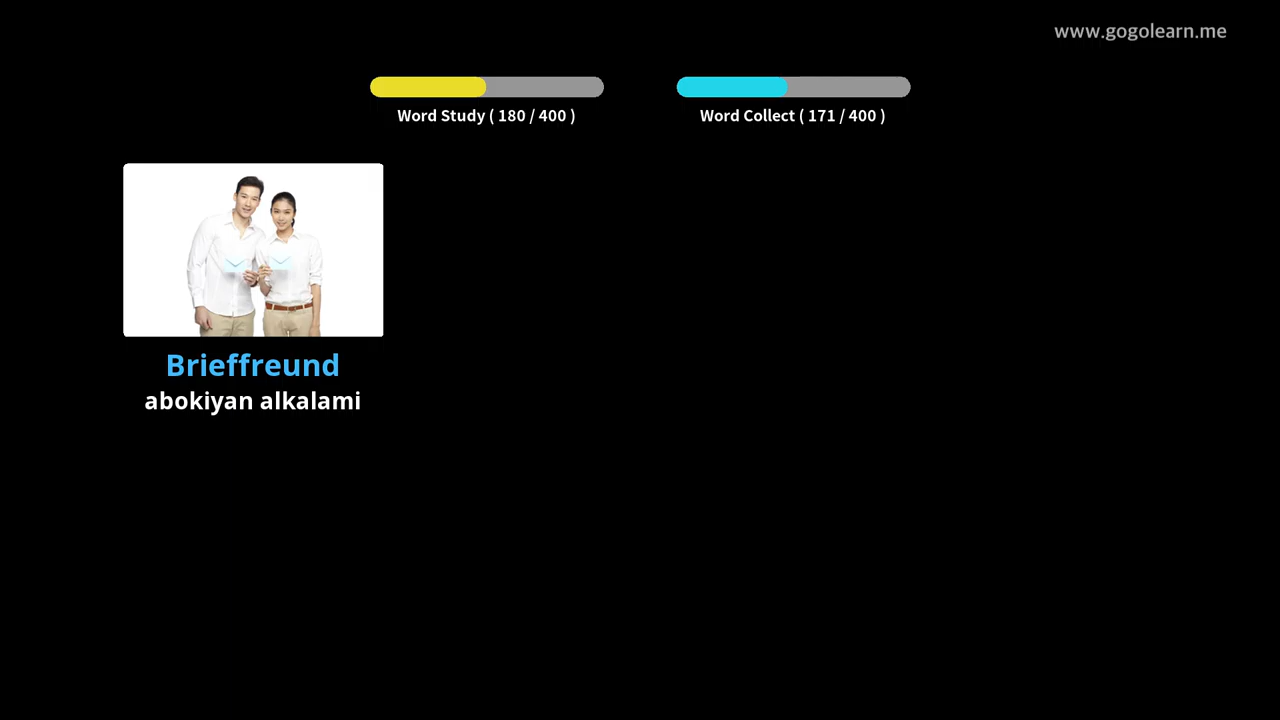 www.gogolearn.me
Word Study ( 180 / 400 )
Word Collect ( 171 / 400 )
Brieffreund
abokiyan alkalami